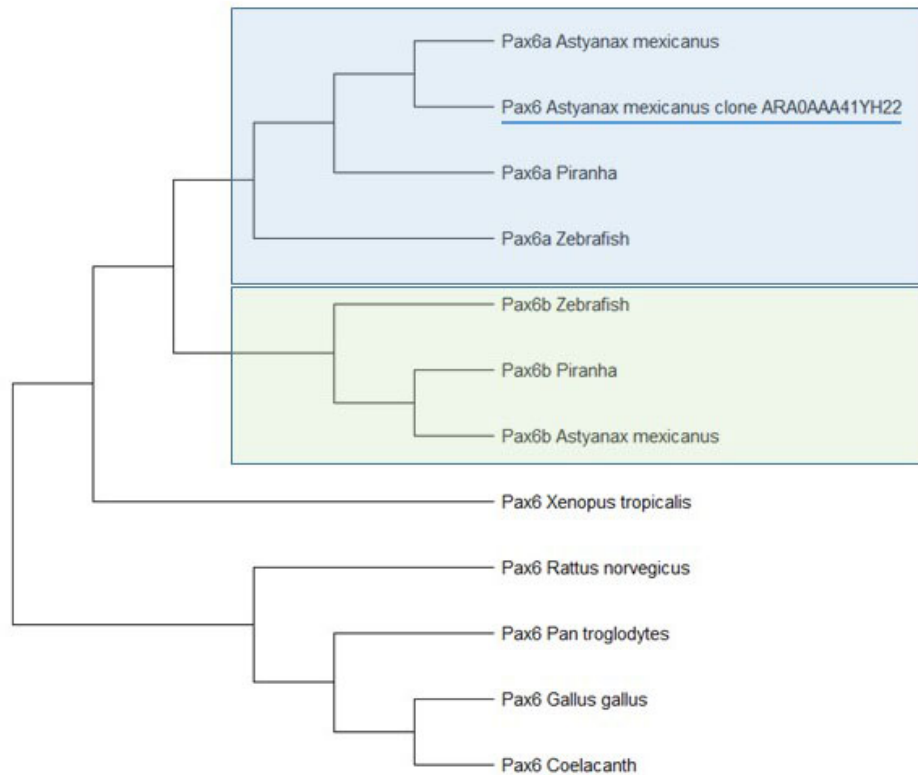 Pax6a Astyanax mexicanus
Pax6 Astyanax mexicanus clone ARA0AAA41YH22
Pax6a Piranha
Pax6a Zebrafish
Pax6b Zebrafish
Pax6b Piranha
Pax6b Astyanax mexicanus
Pax6 Xenopus tropicalis
Pax6 Rattus norvegicus
Pax6 Pan troglodytes
Pax6 Gallus gallus
Pax6 Coelacanth